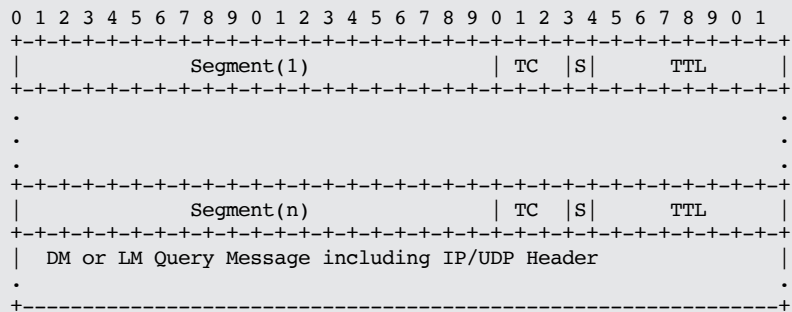 0 1 2 3 4 5 6 7 8 9 0 1 2 3 4 5 6 7 8 9 0 1 2 3 4 5 6 7 8 9 0 1
+-+-+-+-+-+-+-+-+-+-+-+-+-+-+-+-+-+-+-+-+-+-+-+-+-+-+-+-+-+-+-+-+
|              Segment(1)               | TC  |S|      TTL      |
+-+-+-+-+-+-+-+-+-+-+-+-+-+-+-+-+-+-+-+-+-+-+-+-+-+-+-+-+-+-+-+-+
.                                                               .
.                                                               .
.                                                               .
+-+-+-+-+-+-+-+-+-+-+-+-+-+-+-+-+-+-+-+-+-+-+-+-+-+-+-+-+-+-+-+-+
|              Segment(n)               | TC  |S|      TTL      |
+-+-+-+-+-+-+-+-+-+-+-+-+-+-+-+-+-+-+-+-+-+-+-+-+-+-+-+-+-+-+-+-+
|  DM or LM Query Message including IP/UDP Header               |
.                                                               .
+---------------------------------------------------------------+